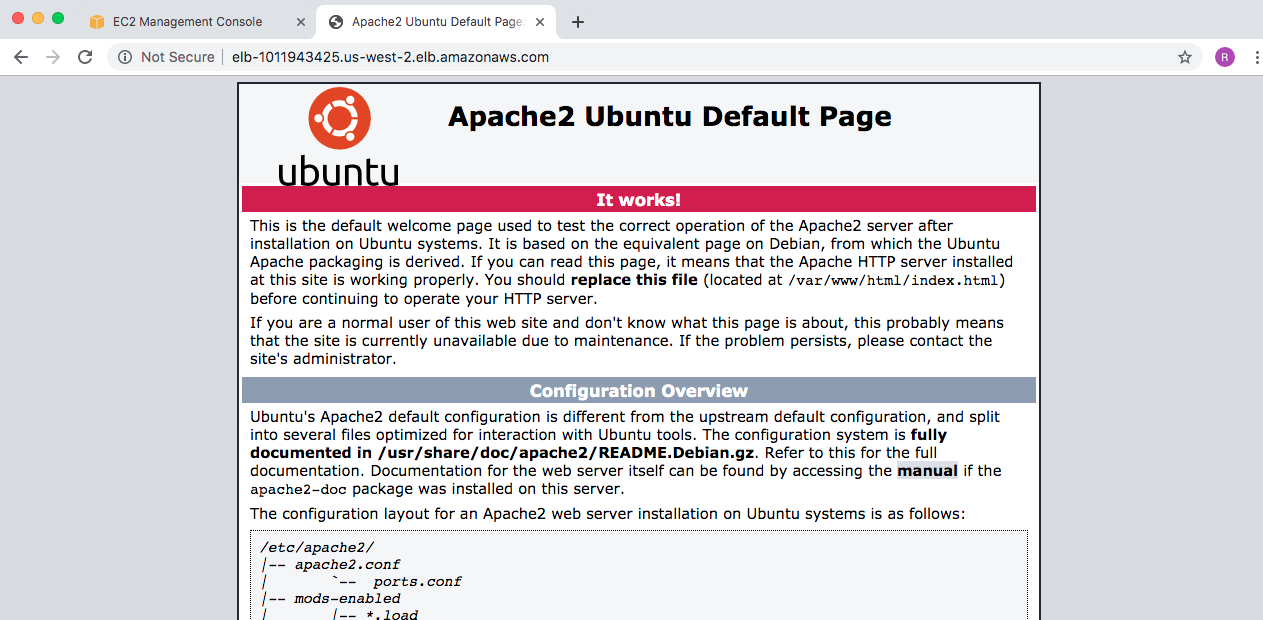 EC2 Management Console
Apache2 Ubuntu Default Page:
Not Secure | elb-1011943425.us-west-2.elb.amazonaws.com
R
ubuntu
Apache2 Ubuntu Default Page
It works!
This is the default welcome page used to test the correct operation of the Apache2 server after
installation on Ubuntu systems. It is based on the equivalent page on Debian, from which the Ubuntu
Apache packaging is derived. If you can read this page, it means that the Apache HTTP server installed
at this site is working properly. You should replace this file (located at /var/www/html/index.html)
before continuing to operate your HTTP server.
If you are a normal user of this web site and don't know what this page is about, this probably means
that the site is currently unavailable due to maintenance. If the problem persists, please contact the
site's administrator.
Configuration Overview
Ubuntu's Apache2 default configuration is different from the upstream default configuration, and split
into several files optimized for interaction with Ubuntu tools. The configuration system is fully
documented in /usr/share/doc/apache2/README.Debian.gz. Refer to this for the full
documentation. Documentation for the web server itself can be found by accessing the manual if the
apache2-doc package was installed on this server.
The configuration layout for an Apache2 web server installation on Ubuntu systems is as follows:
/etc/apache2/
|-- apache2.conf
|       `--  ports.conf
|-- mods-enabled
|       |-- *.load